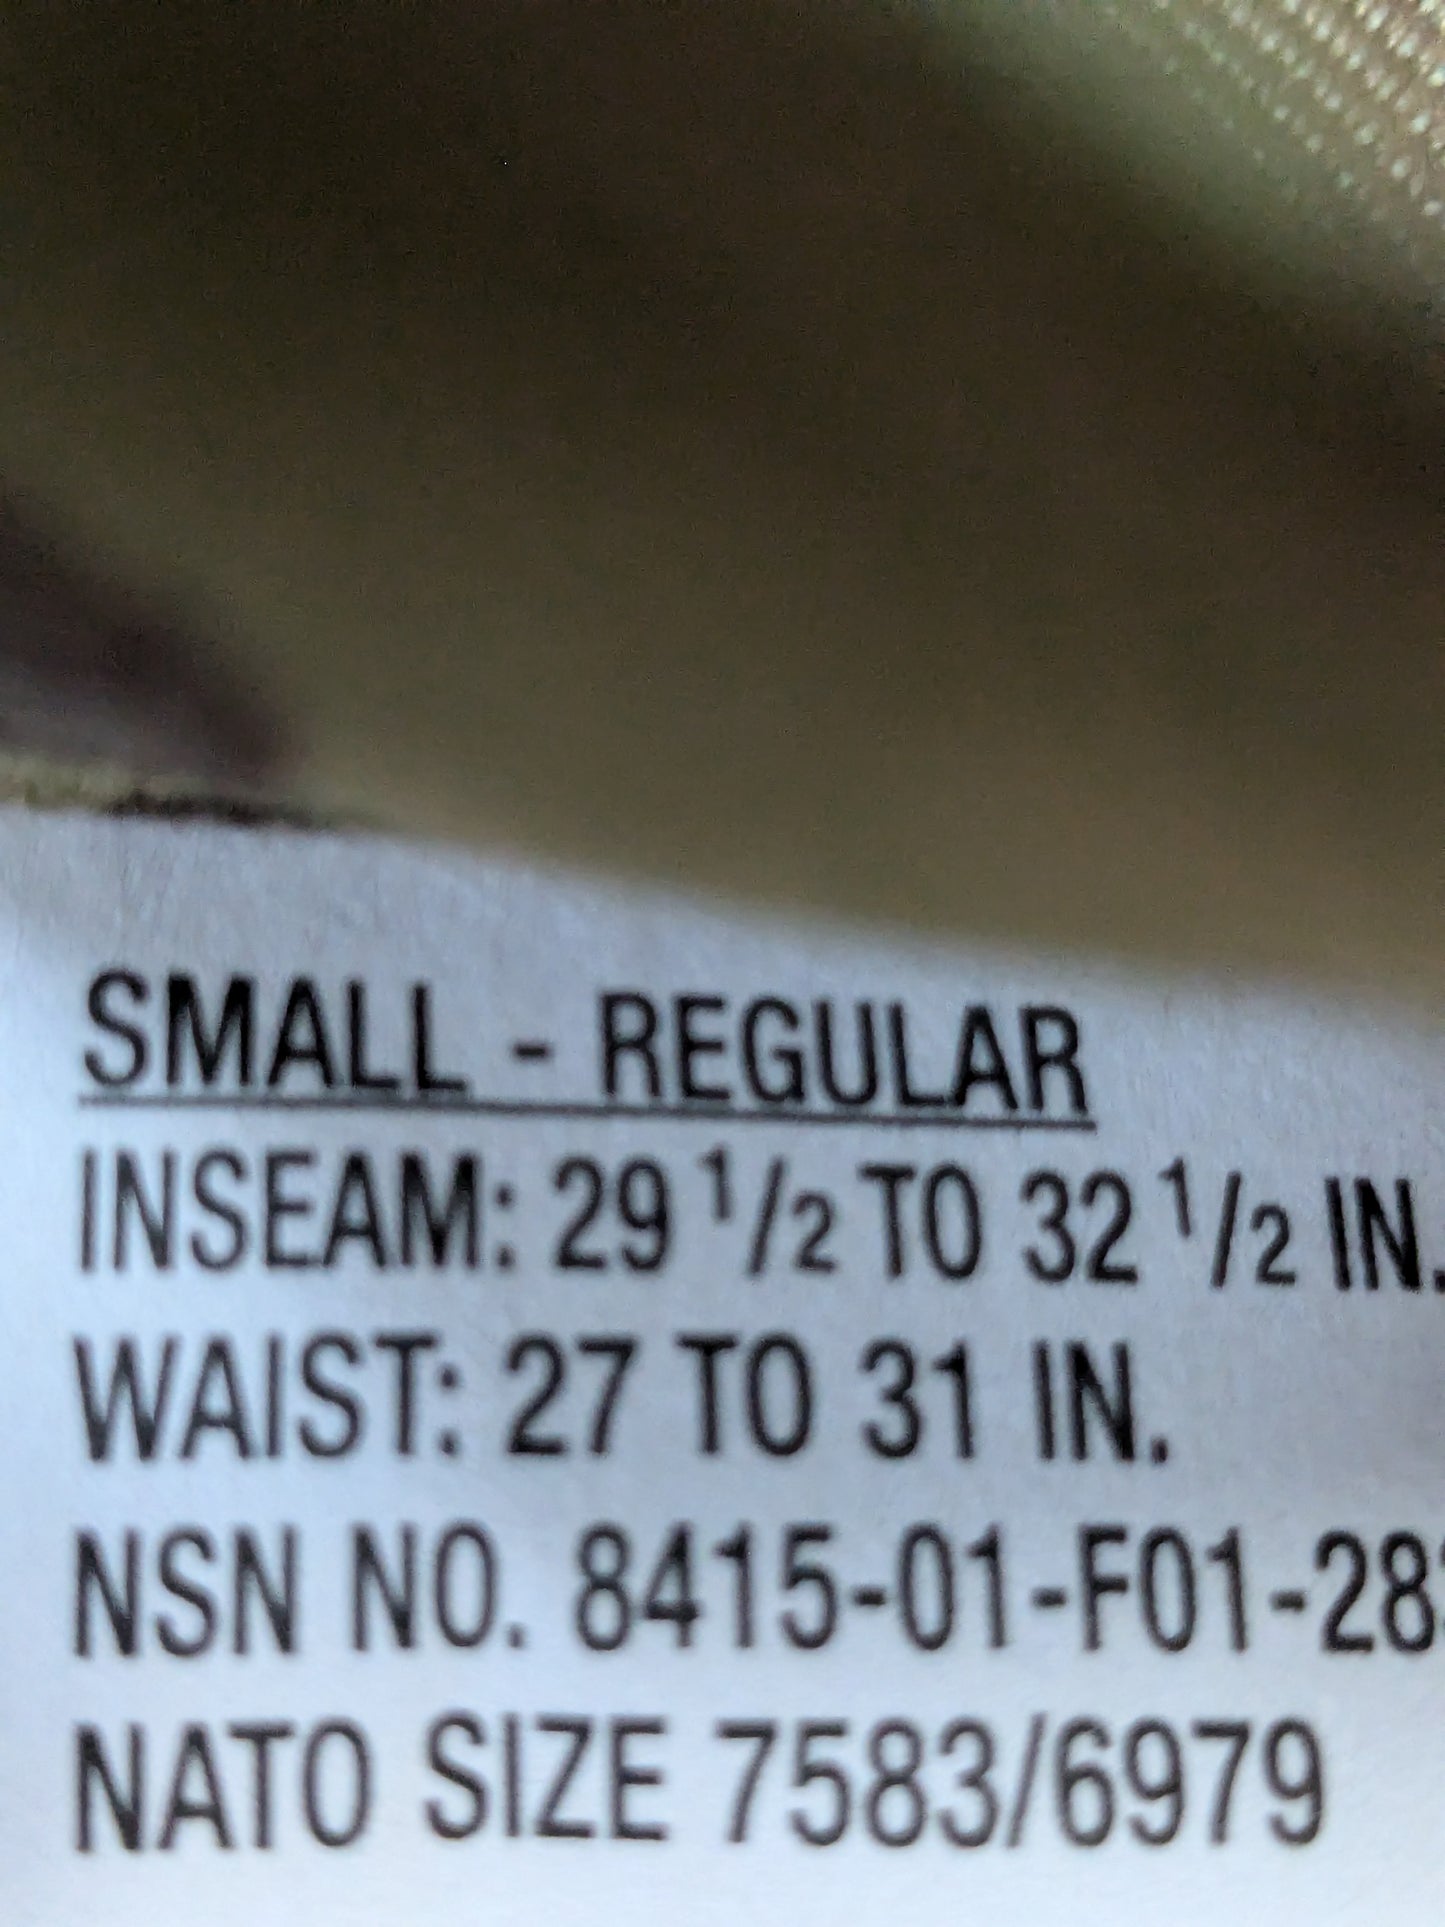 SMALL - REGULAR
INSEAM: 29 1/2 TO 32 1/2 IN.
WAIST: 27 TO 31 IN.
NSN NO. 8415-01-F01-28
NATO SIZE 7583/6979